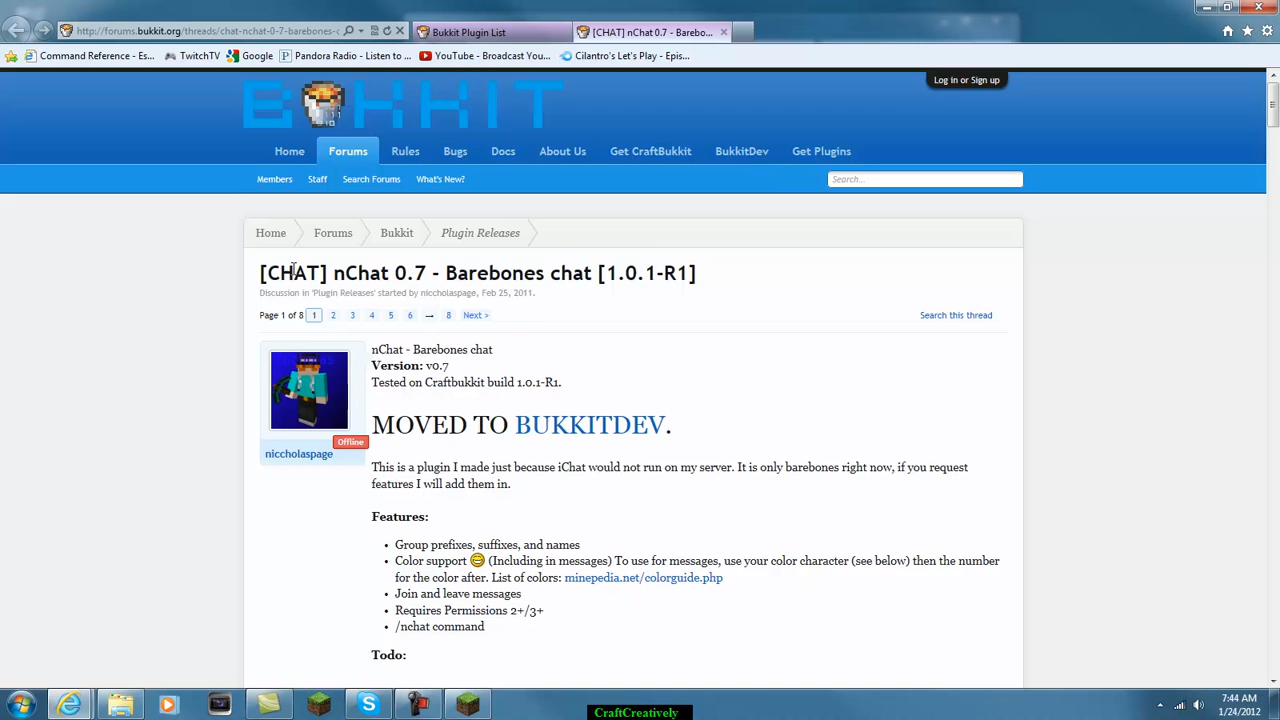 http://forums.bukkit.org/threads/chat-nchat-0-7-barebones-c
Bukkit Plugin List
[CHAT] nChat 0.7 - Barebo...
Command Reference - Es...
TwitchTV
Google
Pandora Radio - Listen to ...
YouTube - Broadcast You...
Cilantro's Let's Play - Epis...
BUKKIT
Log in or Sign up
Home
Forums
Rules
Bugs
Docs
About Us
Get CraftBukkit
BukkitDev
Get Plugins
Members
Staff
Search Forums
What's New?
Search...
Home
Forums
Bukkit
Plugin Releases
[CHAT] nChat 0.7 - Barebones chat [1.0.1-R1]
Discussion in 'Plugin Releases' started by niccholaspage, Feb 25, 2011.
Page 1 of 8
1
2
3
4
5
6
→
8
Next >
Search this thread
nChat - Barebones chat
Version: v0.7
Tested on Craftbukkit build 1.0.1-R1.
MOVED TO BUKKITDEV.
Offline
niccholaspage
This is a plugin I made just because iChat would not run on my server. It is only barebones right now, if you request
features I will add them in.
Features:
• Group prefixes, suffixes, and names
• Color support (Including in messages) To use for messages, use your color character (see below) then the number
for the color after. List of colors: minepedia.net/colorguide.php
• Join and leave messages
• Requires Permissions 2+/3+
• /nchat command
Todo:
7:44 AM
1/24/2012
CraftCreatively